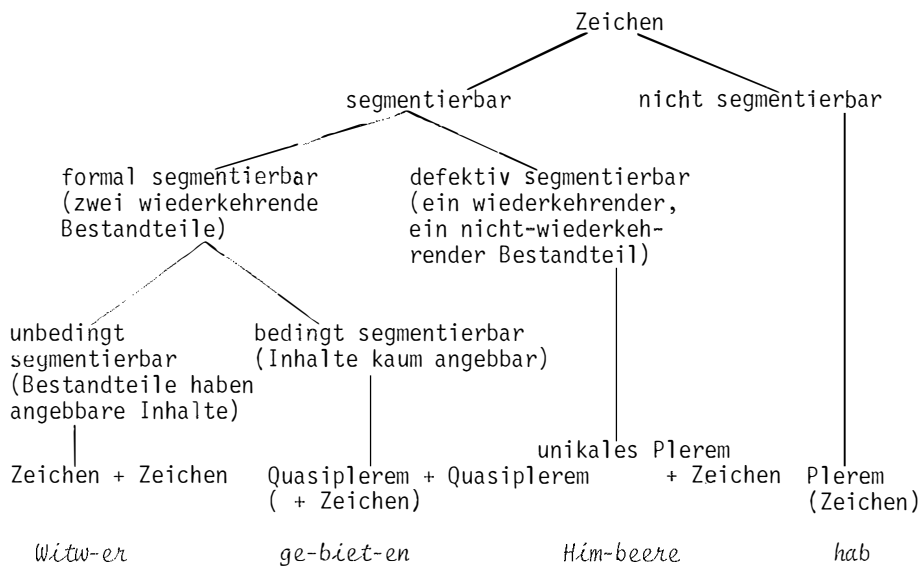 Zeichen
segmentierbar
nicht segmentierbar
formal segmentierbar
(zwei wiederkehrende
Bestandteile)
defektiv segmentierbar
(ein wiederkehrender,
ein nicht-wiederkeh-
render Bestandteil)
unbedingt
segmentierbar
(Bestandteile haben
angebbare Inhalte)
bedingt segmentierbar
(Inhalte kaum angebbar)
Zeichen + Zeichen
Quasiplerem + Quasiplerem
( + Zeichen)
unikales Plerem
+ Zeichen
Plerem
(Zeichen)
Witw-er
ge-biet-en
Him-beere
hab